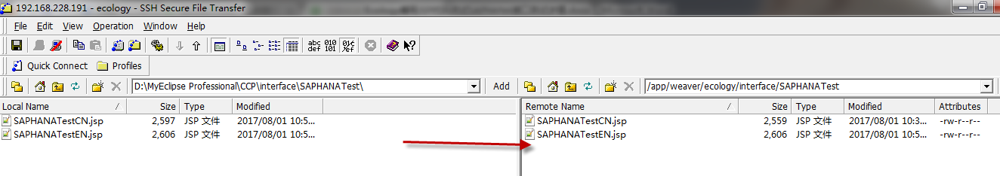 192.168.228.191 - ecology - SSH Secure File Transfer
File Edit View Operation Window Help
abc def 010 101
Quick Connect Profiles
D:\MyEclipse Professional\CCP\interface\SAPHANATest\ Add /app/weaver/ecology/interface/SAPHANATest
Local Name / Size Type Modified Remote Name / Size Type Modified Attributes
SAPHANATestCN.jsp 2,597 JSP 文件 2017/08/01 10:5... SAPHANATestCN.jsp 2,559 JSP 文件 2017/08/01 10:3... -rw-r--r--
SAPHANATestEN.jsp 2,606 JSP 文件 2017/08/01 10:5... SAPHANATestEN.jsp 2,606 JSP 文件 2017/08/01 10:5... -rw-r--r--